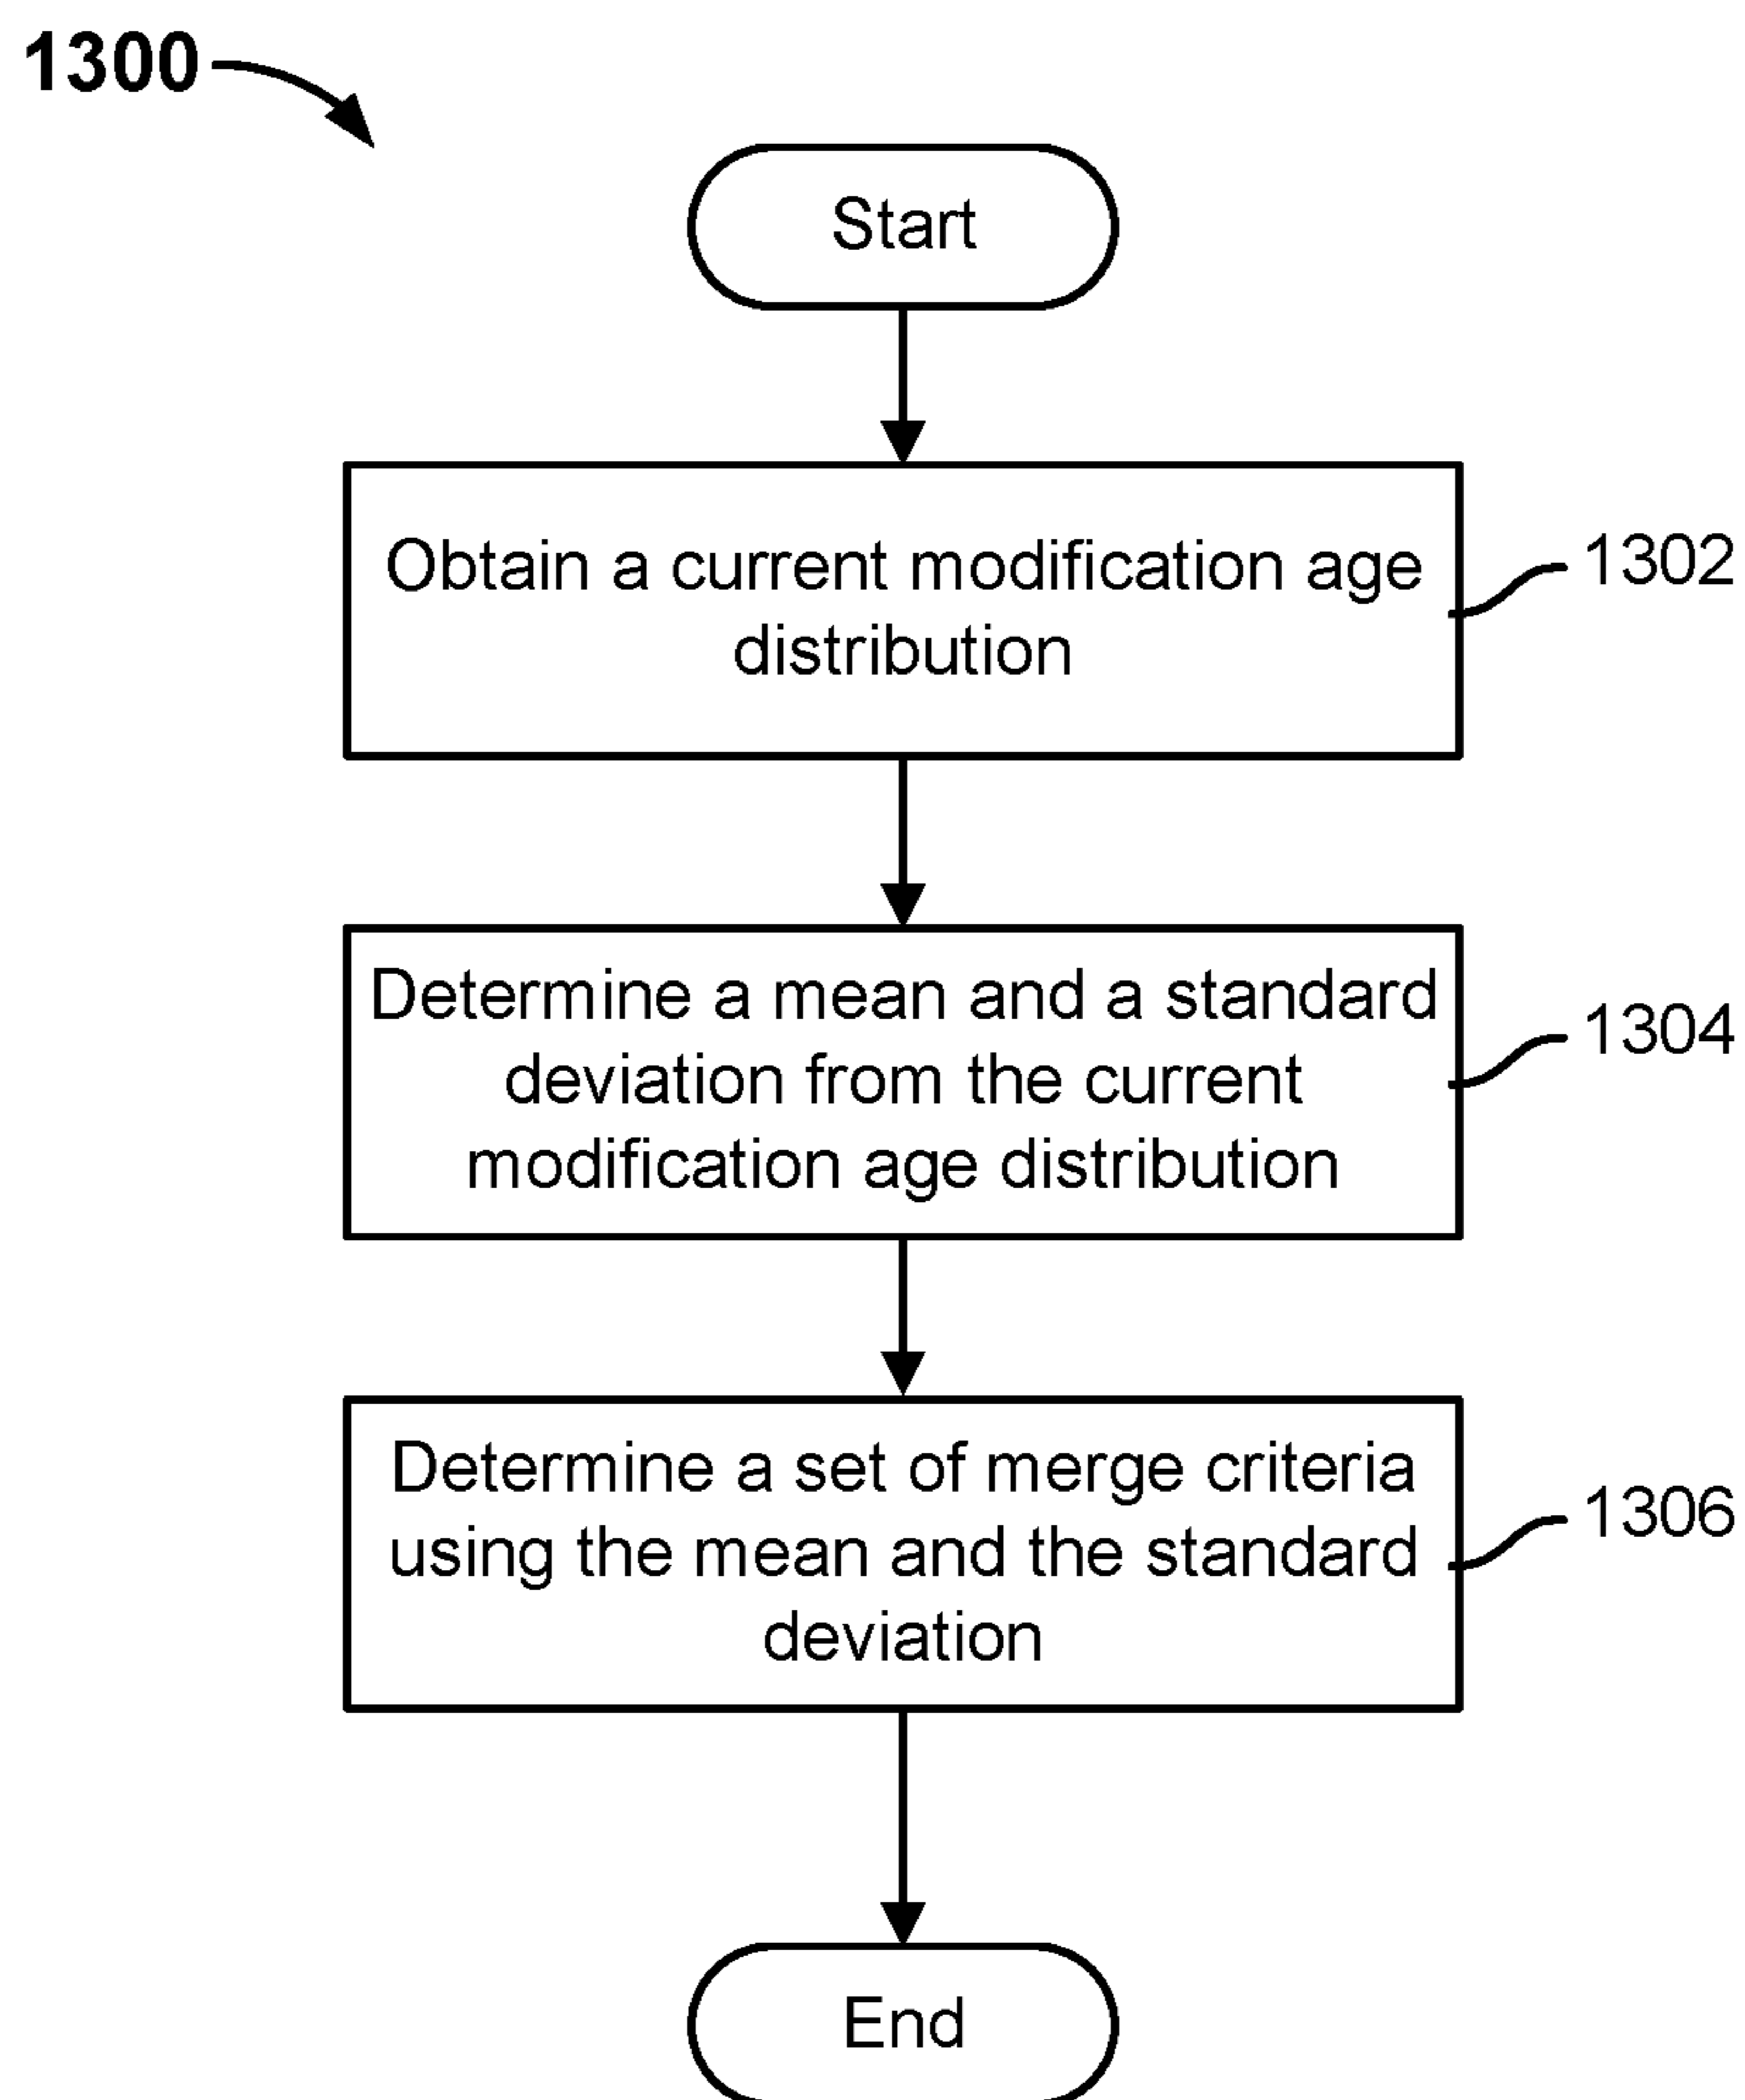 1300
Start
Obtain a current modification age
distribution
1302
Determine a mean and a standard
deviation from the current
modification age distribution
1304
Determine a set of merge criteria
using the mean and the standard
deviation
1306
End